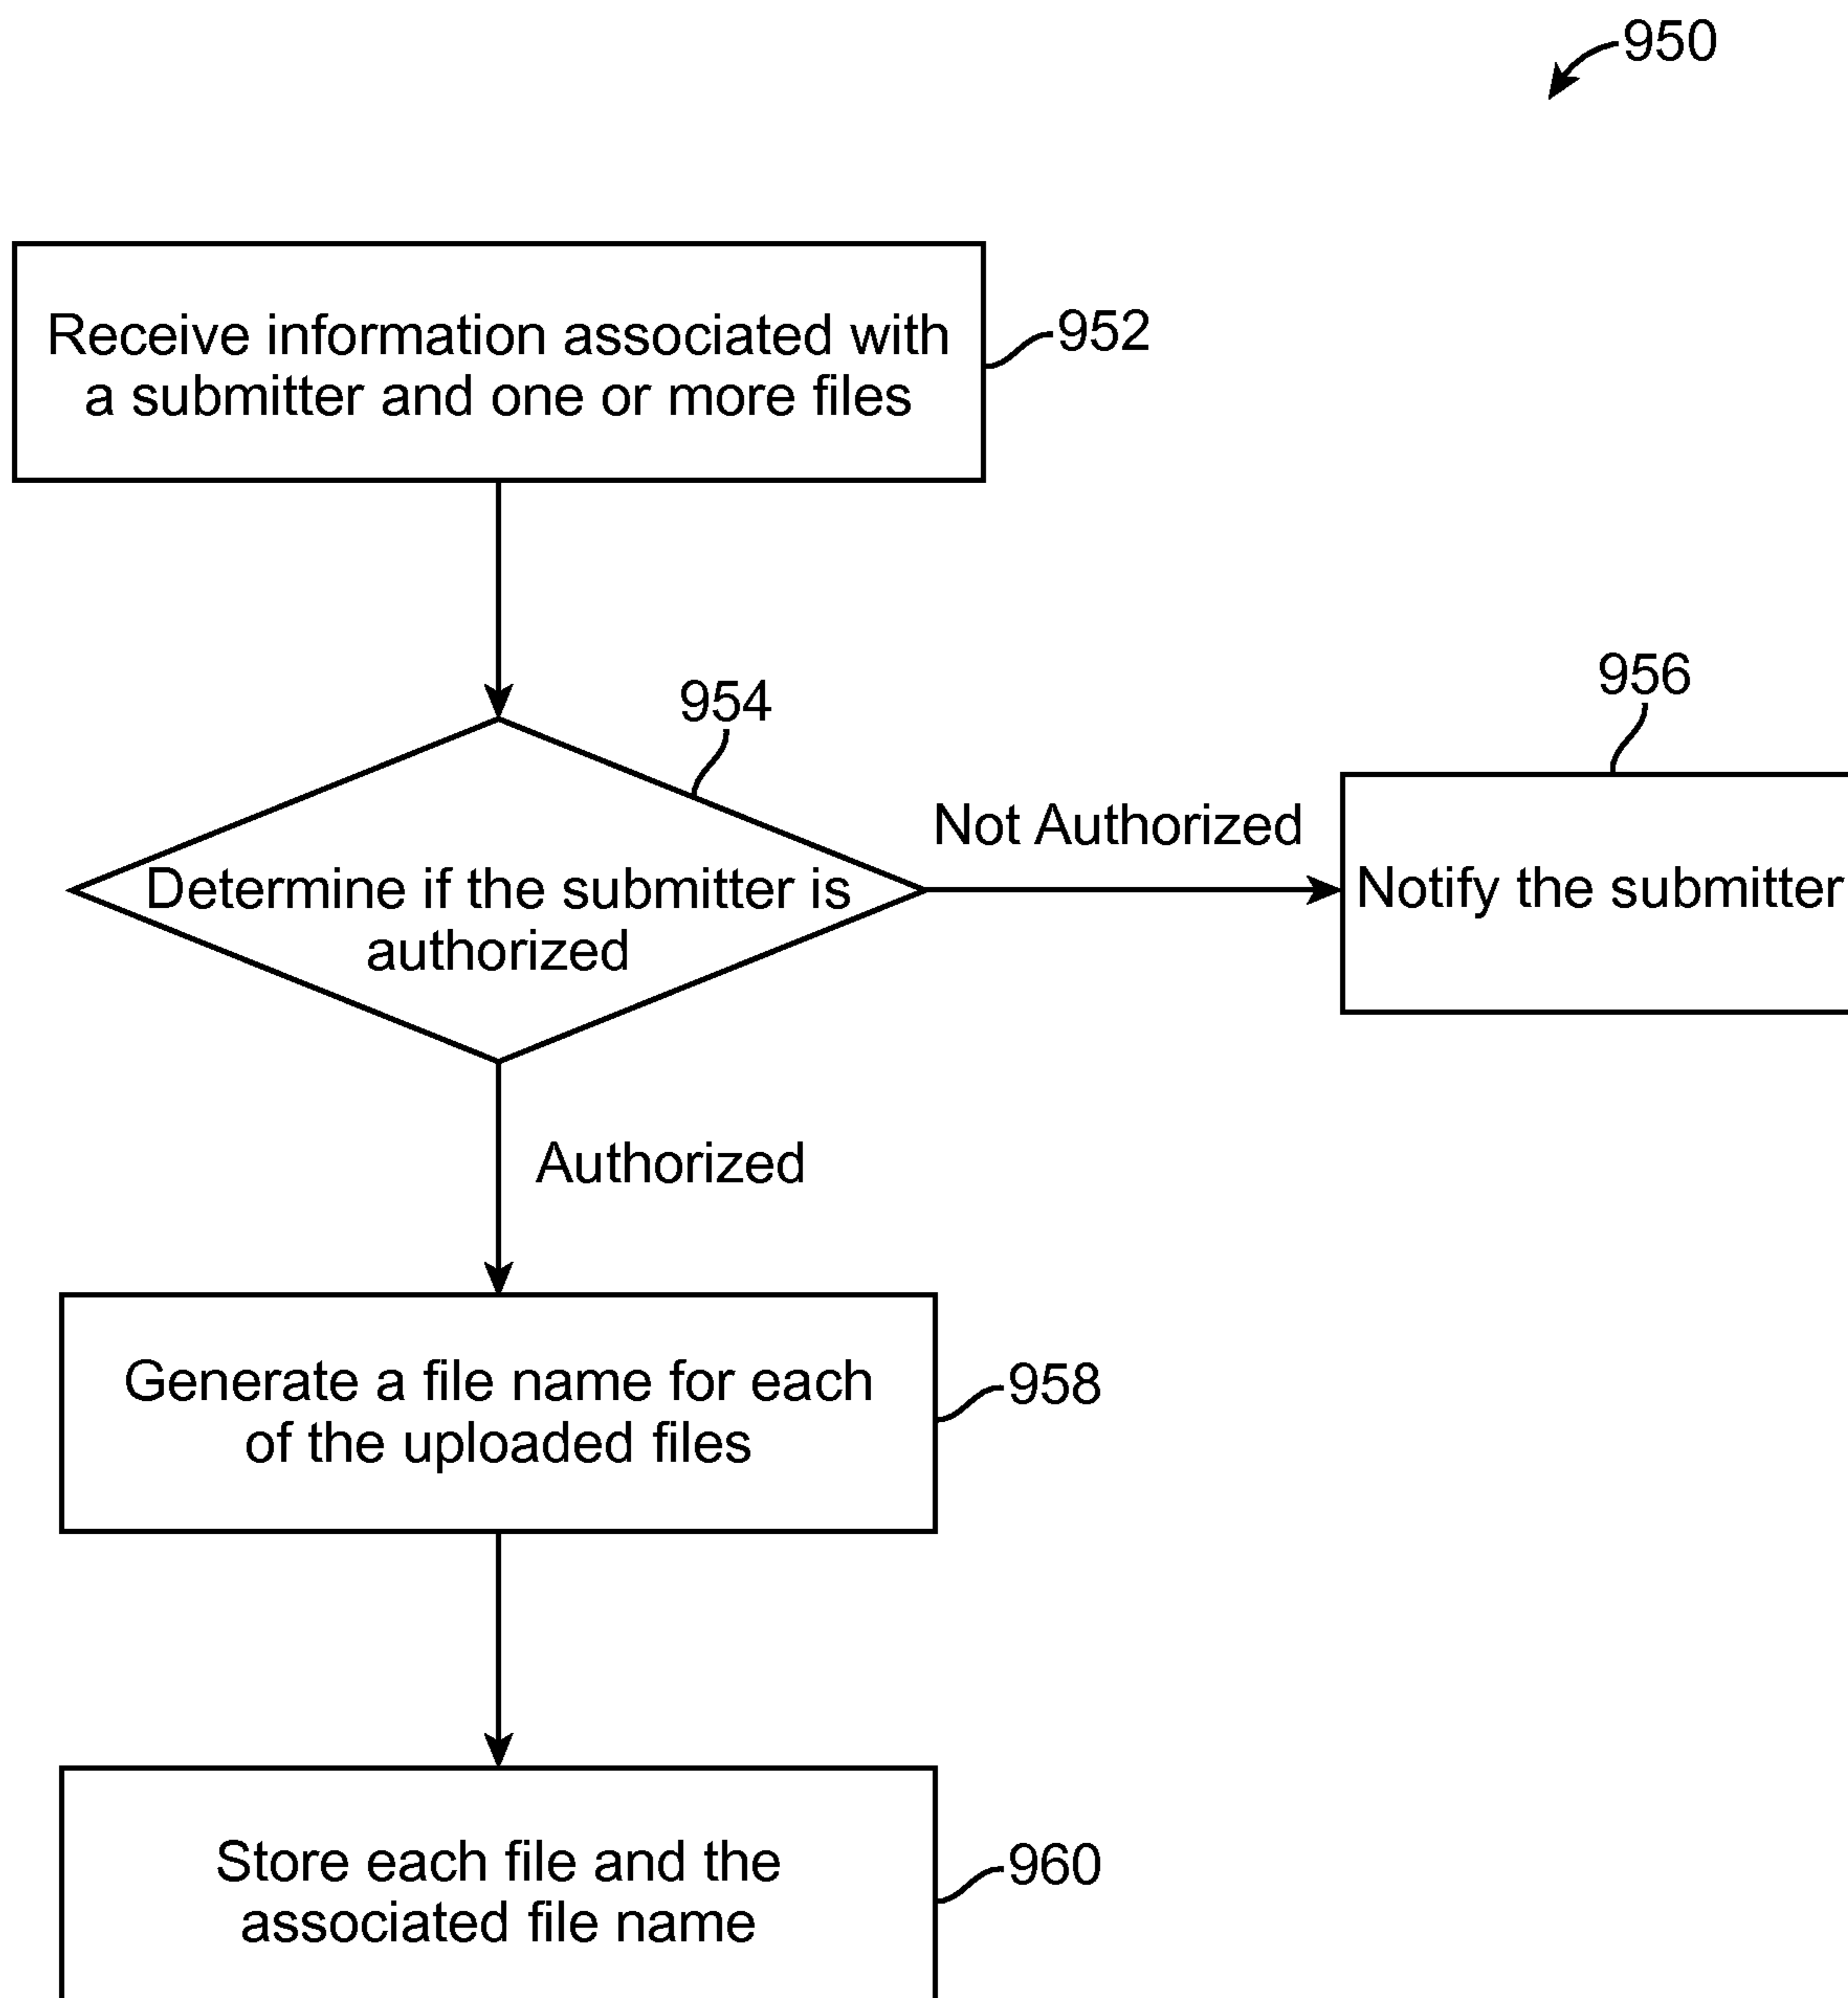 950
Receive information associated with
a submitter and one or more files
952
954
956
Determine if the submitter is
authorized
Not Authorized
Notify the submitter
Authorized
Generate a file name for each
of the uploaded files
958
Store each file and the
associated file name
960